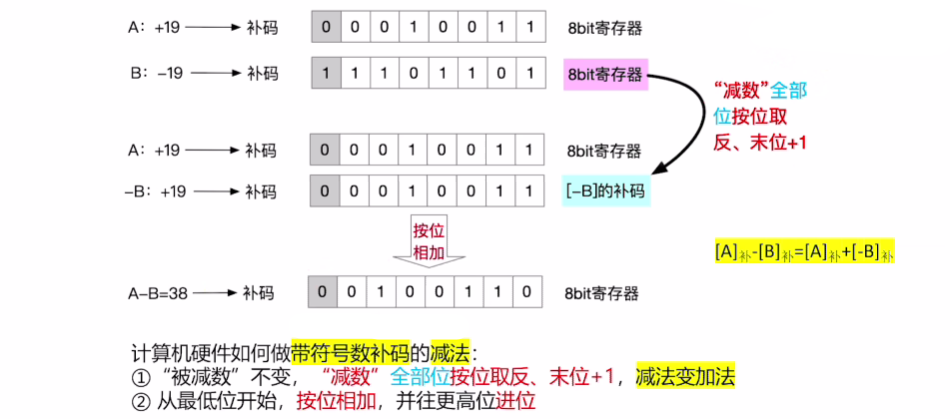 A：+19 补码 0 0 0 1 0 0 1 1 8bit寄存器
B：-19 补码 1 1 1 0 1 1 0 1 8bit寄存器
“减数”全部
位按位取
反、末位+1
A：+19 补码 0 0 0 1 0 0 1 1 8bit寄存器
-B：+19 补码 0 0 0 1 0 0 1 1 [-B]的补码
按位
相加
[A]补-[B]补=[A]补+[-B]补
A-B=38 补码 0 0 1 0 0 1 1 0 8bit寄存器
计算机硬件如何做带符号数补码的减法：
① “被减数”不变，“减数”全部位按位取反、末位+1，减法变加法
② 从最低位开始，按位相加，并往更高位进位